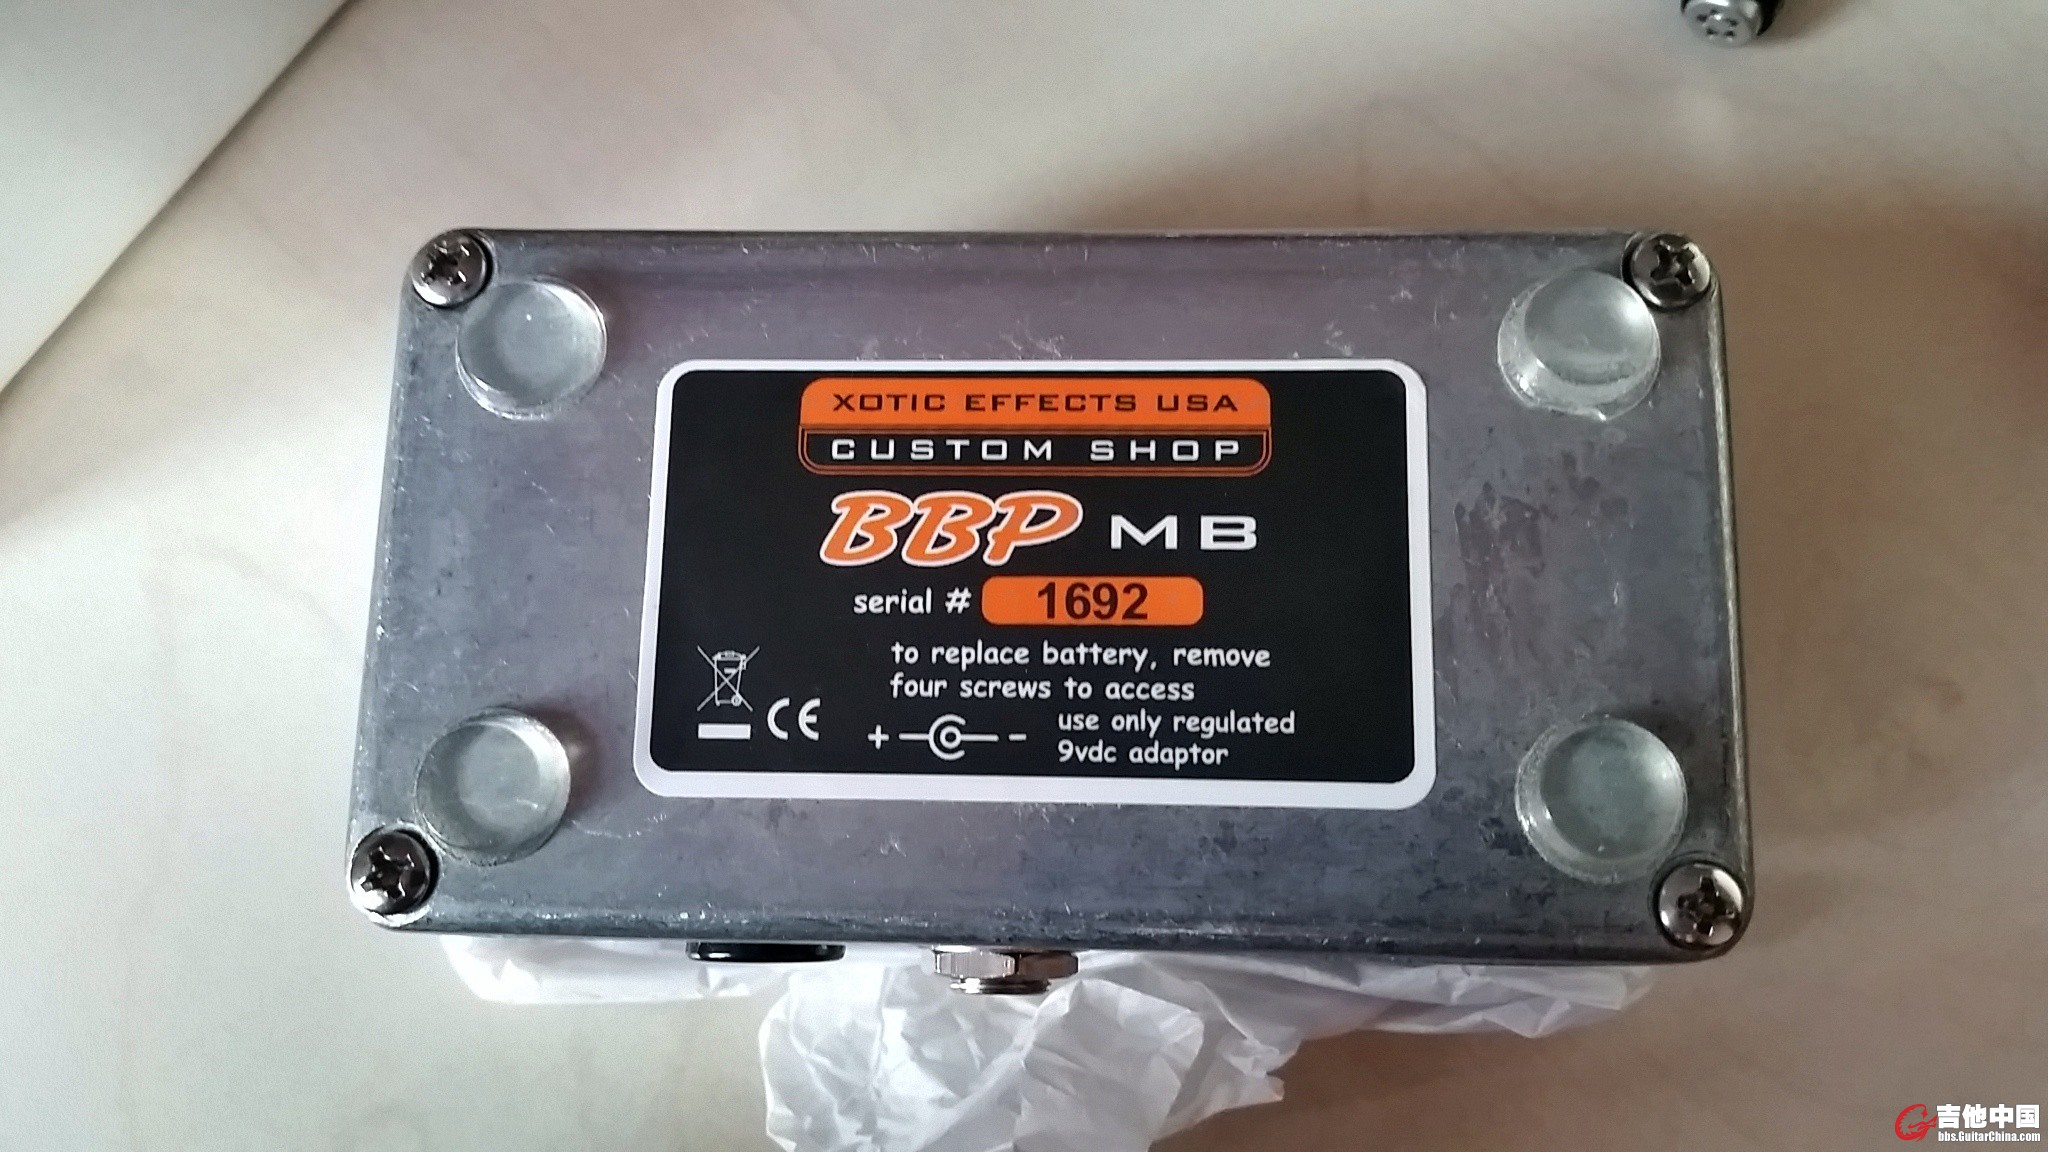 XOTIC EFFECTS USA
CUSTOM SHOP
BBP MB
serial # 1692
to replace battery, remove
four screws to access
CE
+ -
use only regulated
9vdc adaptor
吉他中国
bbs.GuitarChina.com